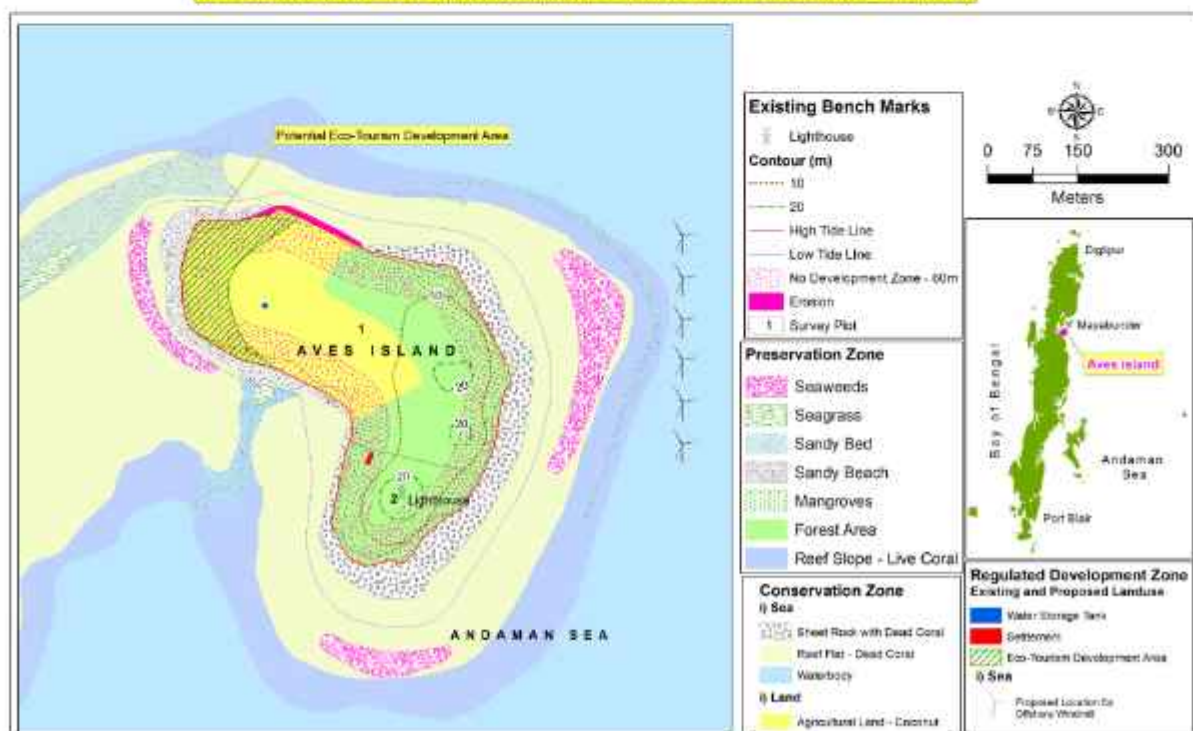 Potential Eco-Tourism Development Area
1
AVES ISLAND
10
20
20
20
2 Lighthouse
ANDAMAN SEA
Existing Bench Marks
Lighthouse
Contour (m)
10
20
High Tide Line
Low Tide Line
No Development Zone - 50m
Erosion
1 Survey Plot
Preservation Zone
Seaweeds
Seagrass
Sandy Bed
Sandy Beach
Mangroves
Forest Area
Reef Slope - Live Coral
Conservation Zone
i) Sea
Sheet Rock with Dead Coral
Reef Flat - Dead Coral
Waterbody
i) Land
Agricultural Land - Coconut
N
S
0 75 150 300
Meters
Diglipur
Mayabunder
Aves island
Bay of Bengal
Andaman
Sea
Port Blair
Regulated Development Zone
Existing and Proposed Landuse
Water Storage Tank
Settlement
Eco-Tourism Development Area
i) Sea
Proposed Location for
Offshore Windmill